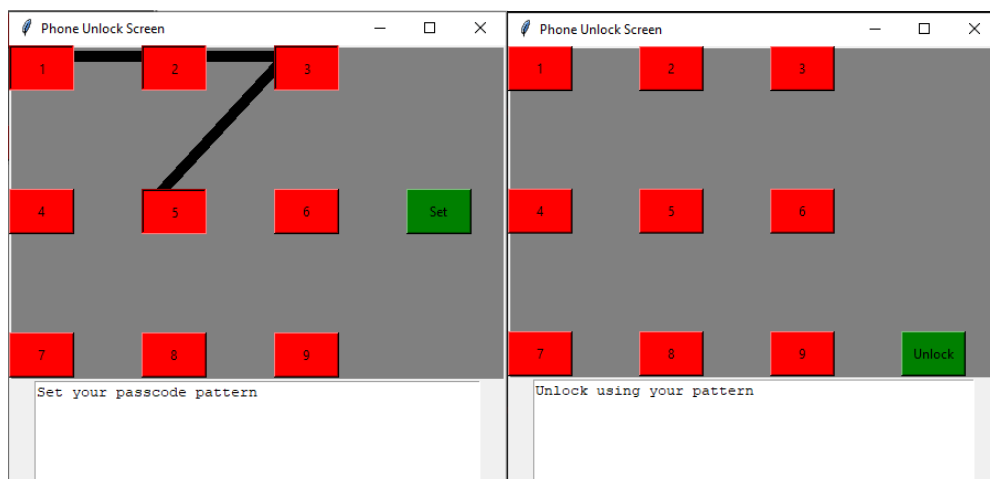 Phone Unlock Screen
1 2 3
4 5 6 Set
7 8 9
Set your passcode pattern
Phone Unlock Screen
1 2 3
4 5 6
7 8 9 Unlock
Unlock using your pattern